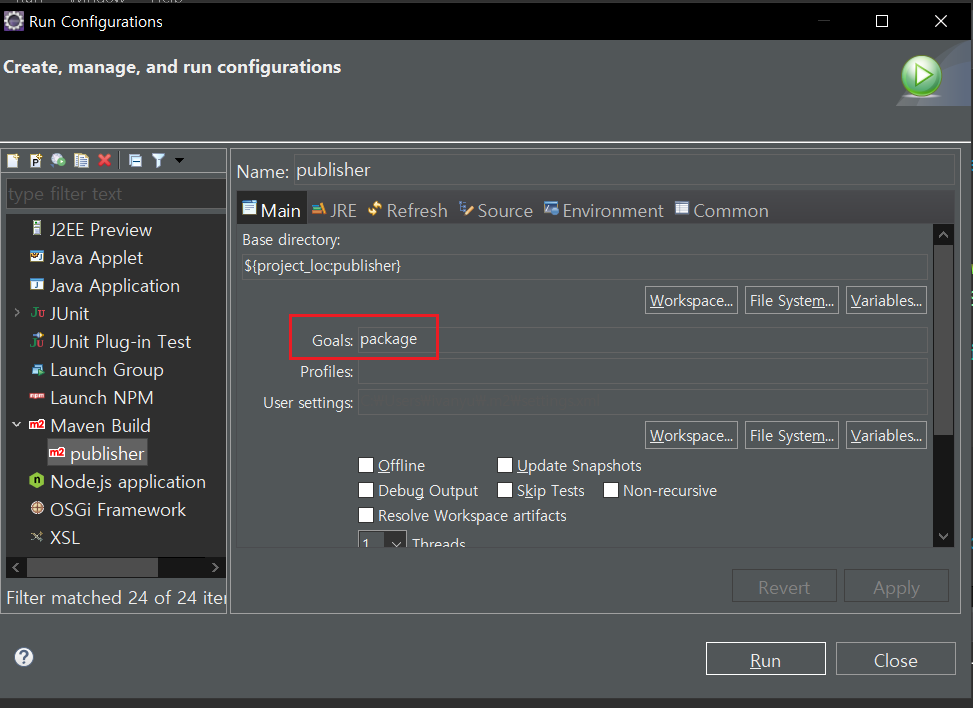 Run Configurations
Create, manage, and run configurations
type filter text
J2EE Preview
Java Applet
Java Application
JUnit
JUnit Plug-in Test
Launch Group
Launch NPM
Maven Build
publisher
Node.js application
OSGi Framework
XSL
Filter matched 24 of 24 iter
Name: publisher
Main JRE Refresh Source Environment Common
Base directory:
${project_loc:publisher}
Workspace... File System... Variables...
Goals: package
Profiles:
User settings:
Workspace... File System... Variables...
Offline Update Snapshots
Debug Output Skip Tests Non-recursive
Resolve Workspace artifacts
1 Threads
Revert Apply
Run Close